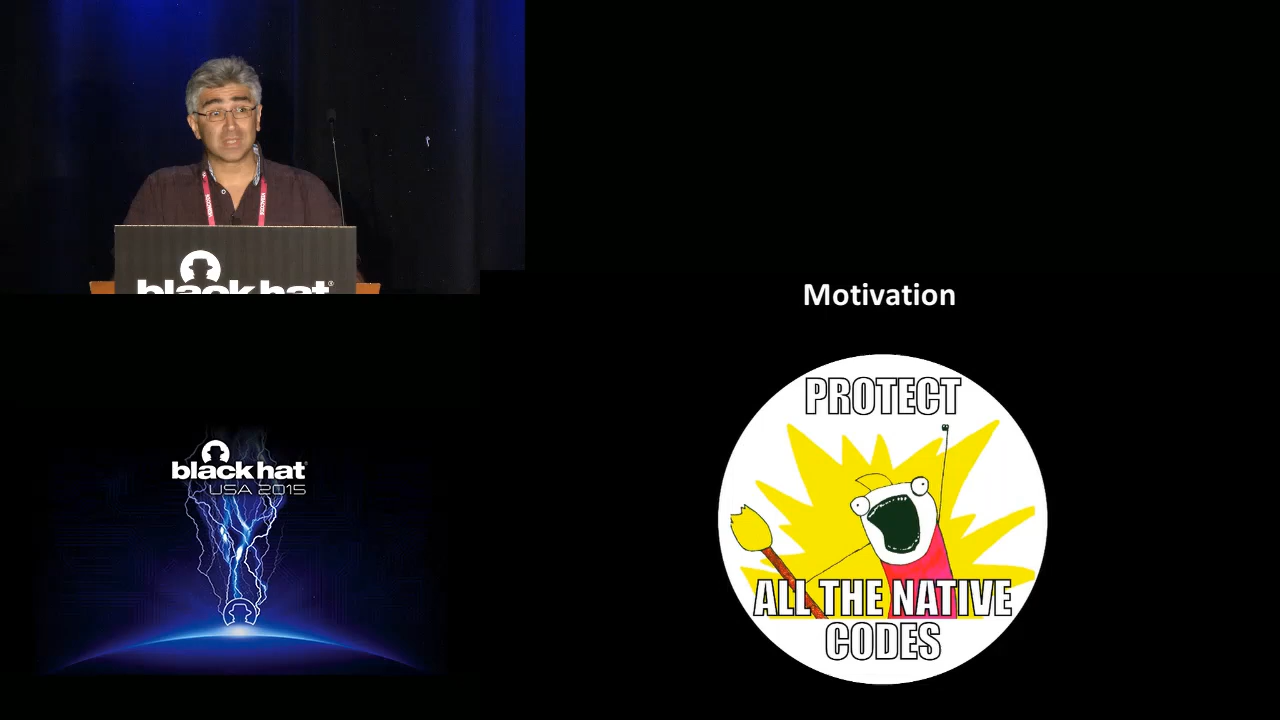 black hat
Motivation
PROTECT
ALL THE NATIVE
CODES
black hat
USA 2015